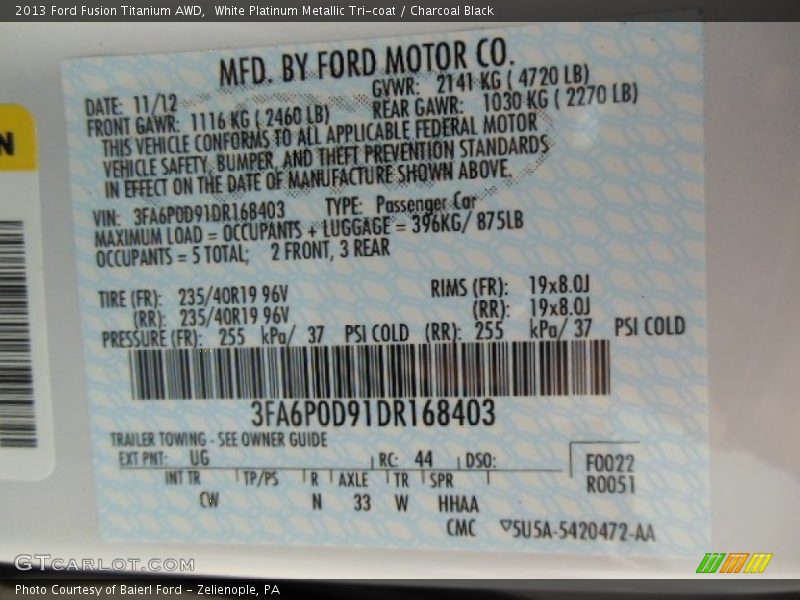 2013 Ford Fusion Titanium AWD,  White Platinum Metallic Tri-coat / Charcoal Black
MFD. BY FORD MOTOR CO.
DATE: 11/12 GVWR: 2141 KG ( 4720 LB)
FRONT GAWR: 1116 KG ( 2460 LB) REAR GAWR: 1030 KG ( 2270 LB)
THIS VEHICLE CONFORMS TO ALL APPLICABLE FEDERAL MOTOR
VEHICLE SAFETY, BUMPER, AND THEFT PREVENTION STANDARDS
IN EFFECT ON THE DATE OF MANUFACTURE SHOWN ABOVE.
VIN: 3FA6P0D91DR168403 TYPE: Passenger Car
MAXIMUM LOAD = OCCUPANTS + LUGGAGE = 396KG/ 875LB
OCCUPANTS = 5 TOTAL; 2 FRONT, 3 REAR
TIRE (FR): 235/40R19 96V RIMS (FR): 19x8.0J
(RR): 235/40R19 96V (RR): 19x8.0J
PRESSURE (FR): 255 kPa/ 37 PSI COLD (RR): 255 kPa/ 37 PSI COLD
3FA6P0D91DR168403
TRAILER TOWING - SEE OWNER GUIDE
EXT PNT: UG RC: 44 DSO: F0022
R0051
INT TR TP/PS R AXLE TR SPR
CW N 33 W HHAA
CMC ▽5U5A-5420472-AA
N
GTCARLOT.COM
Photo Courtesy of Baierl Ford - Zelienople, PA